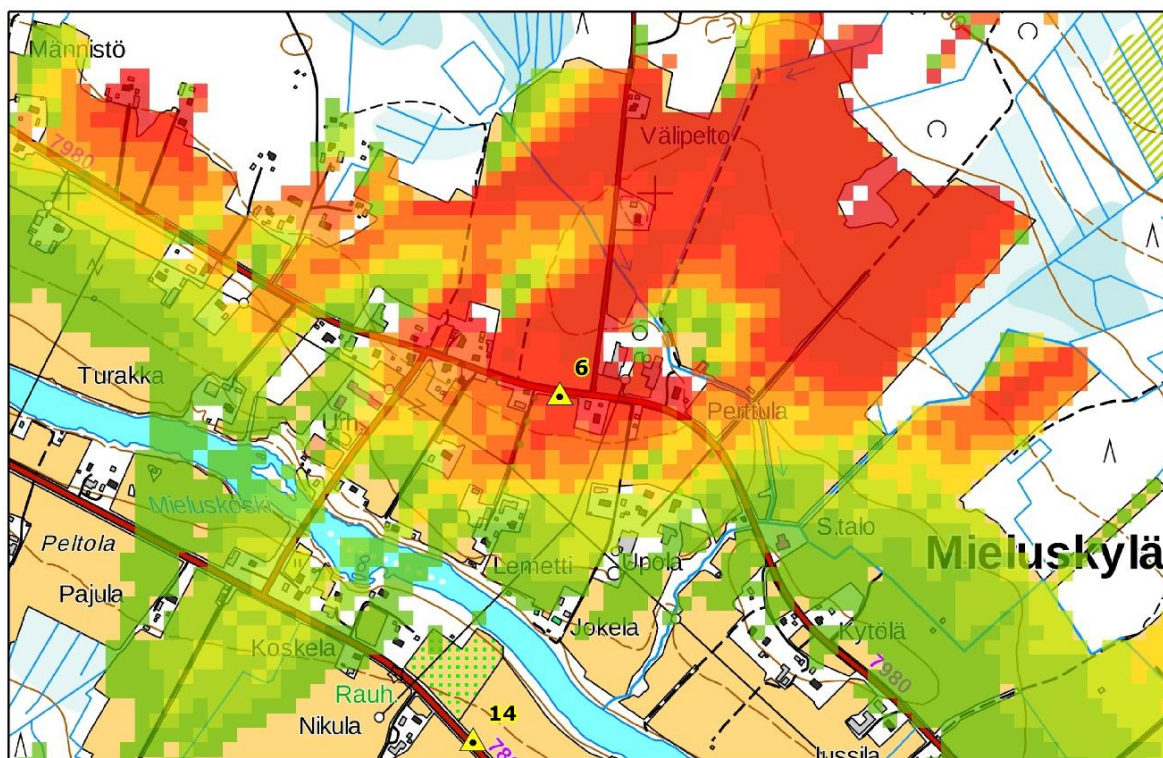 Männistö
7980
Välipelto
6
Turakka
Urh.
Perttula
Mieluskoski
Peltola
S.talo
Mieluskylä
Lemetti
Upola
Pajula
Jokela
Kytölä
Koskela
7980
Rauh.
Nikula
14
Jussila